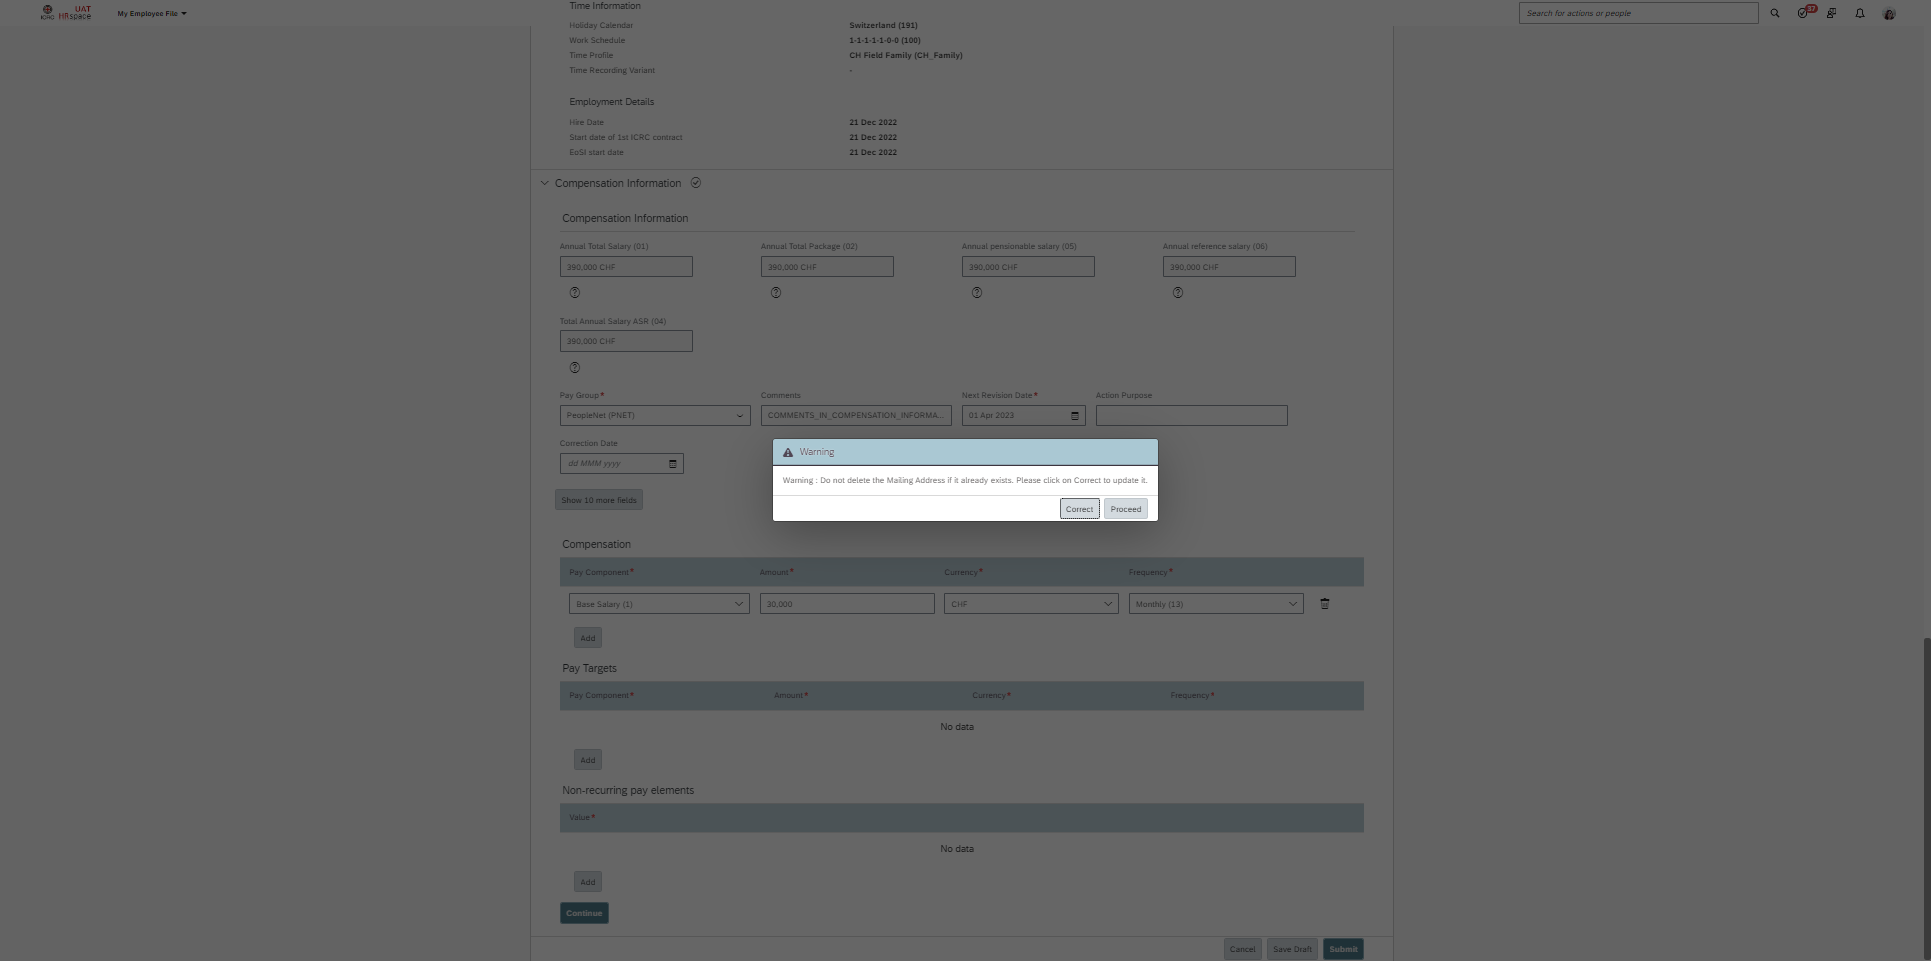 UAT
ICRC HRspace
My Employee File
Search for actions or people
37
Time Information
Holiday Calendar Switzerland (191)
Work Schedule 1-1-1-1-1-0-0 (100)
Time Profile CH Field Family (CH_Family)
Time Recording Variant -
Employment Details
Hire Date 21 Dec 2022
Start date of 1st ICRC contract 21 Dec 2022
EoSI start date 21 Dec 2022
Compensation Information
Compensation Information
Annual Total Salary (01) Annual Total Package (02) Annual pensionable salary (05) Annual reference salary (06)
390,000 CHF 390,000 CHF 390,000 CHF 390,000 CHF
Total Annual Salary ASR (04)
390,000 CHF
Pay Group* Comments Next Revision Date* Action Purpose
PeopleNet (PNET) COMMENTS_IN_COMPENSATION_INFORMA... 01 Apr 2023
Correction Date
dd MMM yyyy
Show 10 more fields
Warning
Warning : Do not delete the Mailing Address if it already exists. Please click on Correct to update it.
Correct Proceed
Compensation
Pay Component* Amount* Currency* Frequency*
Base Salary (1) 30,000 CHF Monthly (13)
Add
Pay Targets
Pay Component* Amount* Currency* Frequency*
No data
Add
Non-recurring pay elements
Value*
No data
Add
Continue
Cancel Save Draft Submit